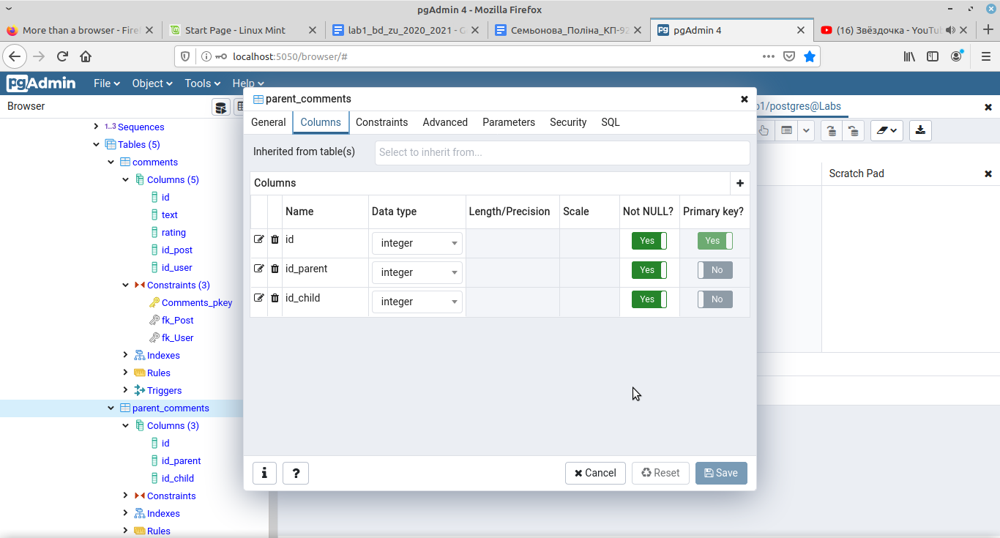 pgAdmin 4 - Mozilla Firefox
More than a browser - Firef
Start Page - Linux Mint
lab1_bd_zu_2020_2021 - G
Семьонова_Поліна_КП-92
pgAdmin 4
(16) Звёздочка - YouTu
localhost:5050/browser/#
pgAdmin File Object Tools Help
Browser
parent_comments
b1/postgres@Labs
General Columns Constraints Advanced Parameters Security SQL
Sequences
Tables (5)
comments
Columns (5)
id
text
rating
id_post
id_user
Constraints (3)
Comments_pkey
fk_Post
fk_User
Indexes
Rules
Triggers
parent_comments
Columns (3)
id
id_parent
id_child
Constraints
Indexes
Rules
Inherited from table(s) Select to inherit from...
Columns
Name Data type Length/Precision Scale Not NULL? Primary key?
id integer Yes Yes
id_parent integer Yes No
id_child integer Yes No
Cancel Reset Save
Scratch Pad